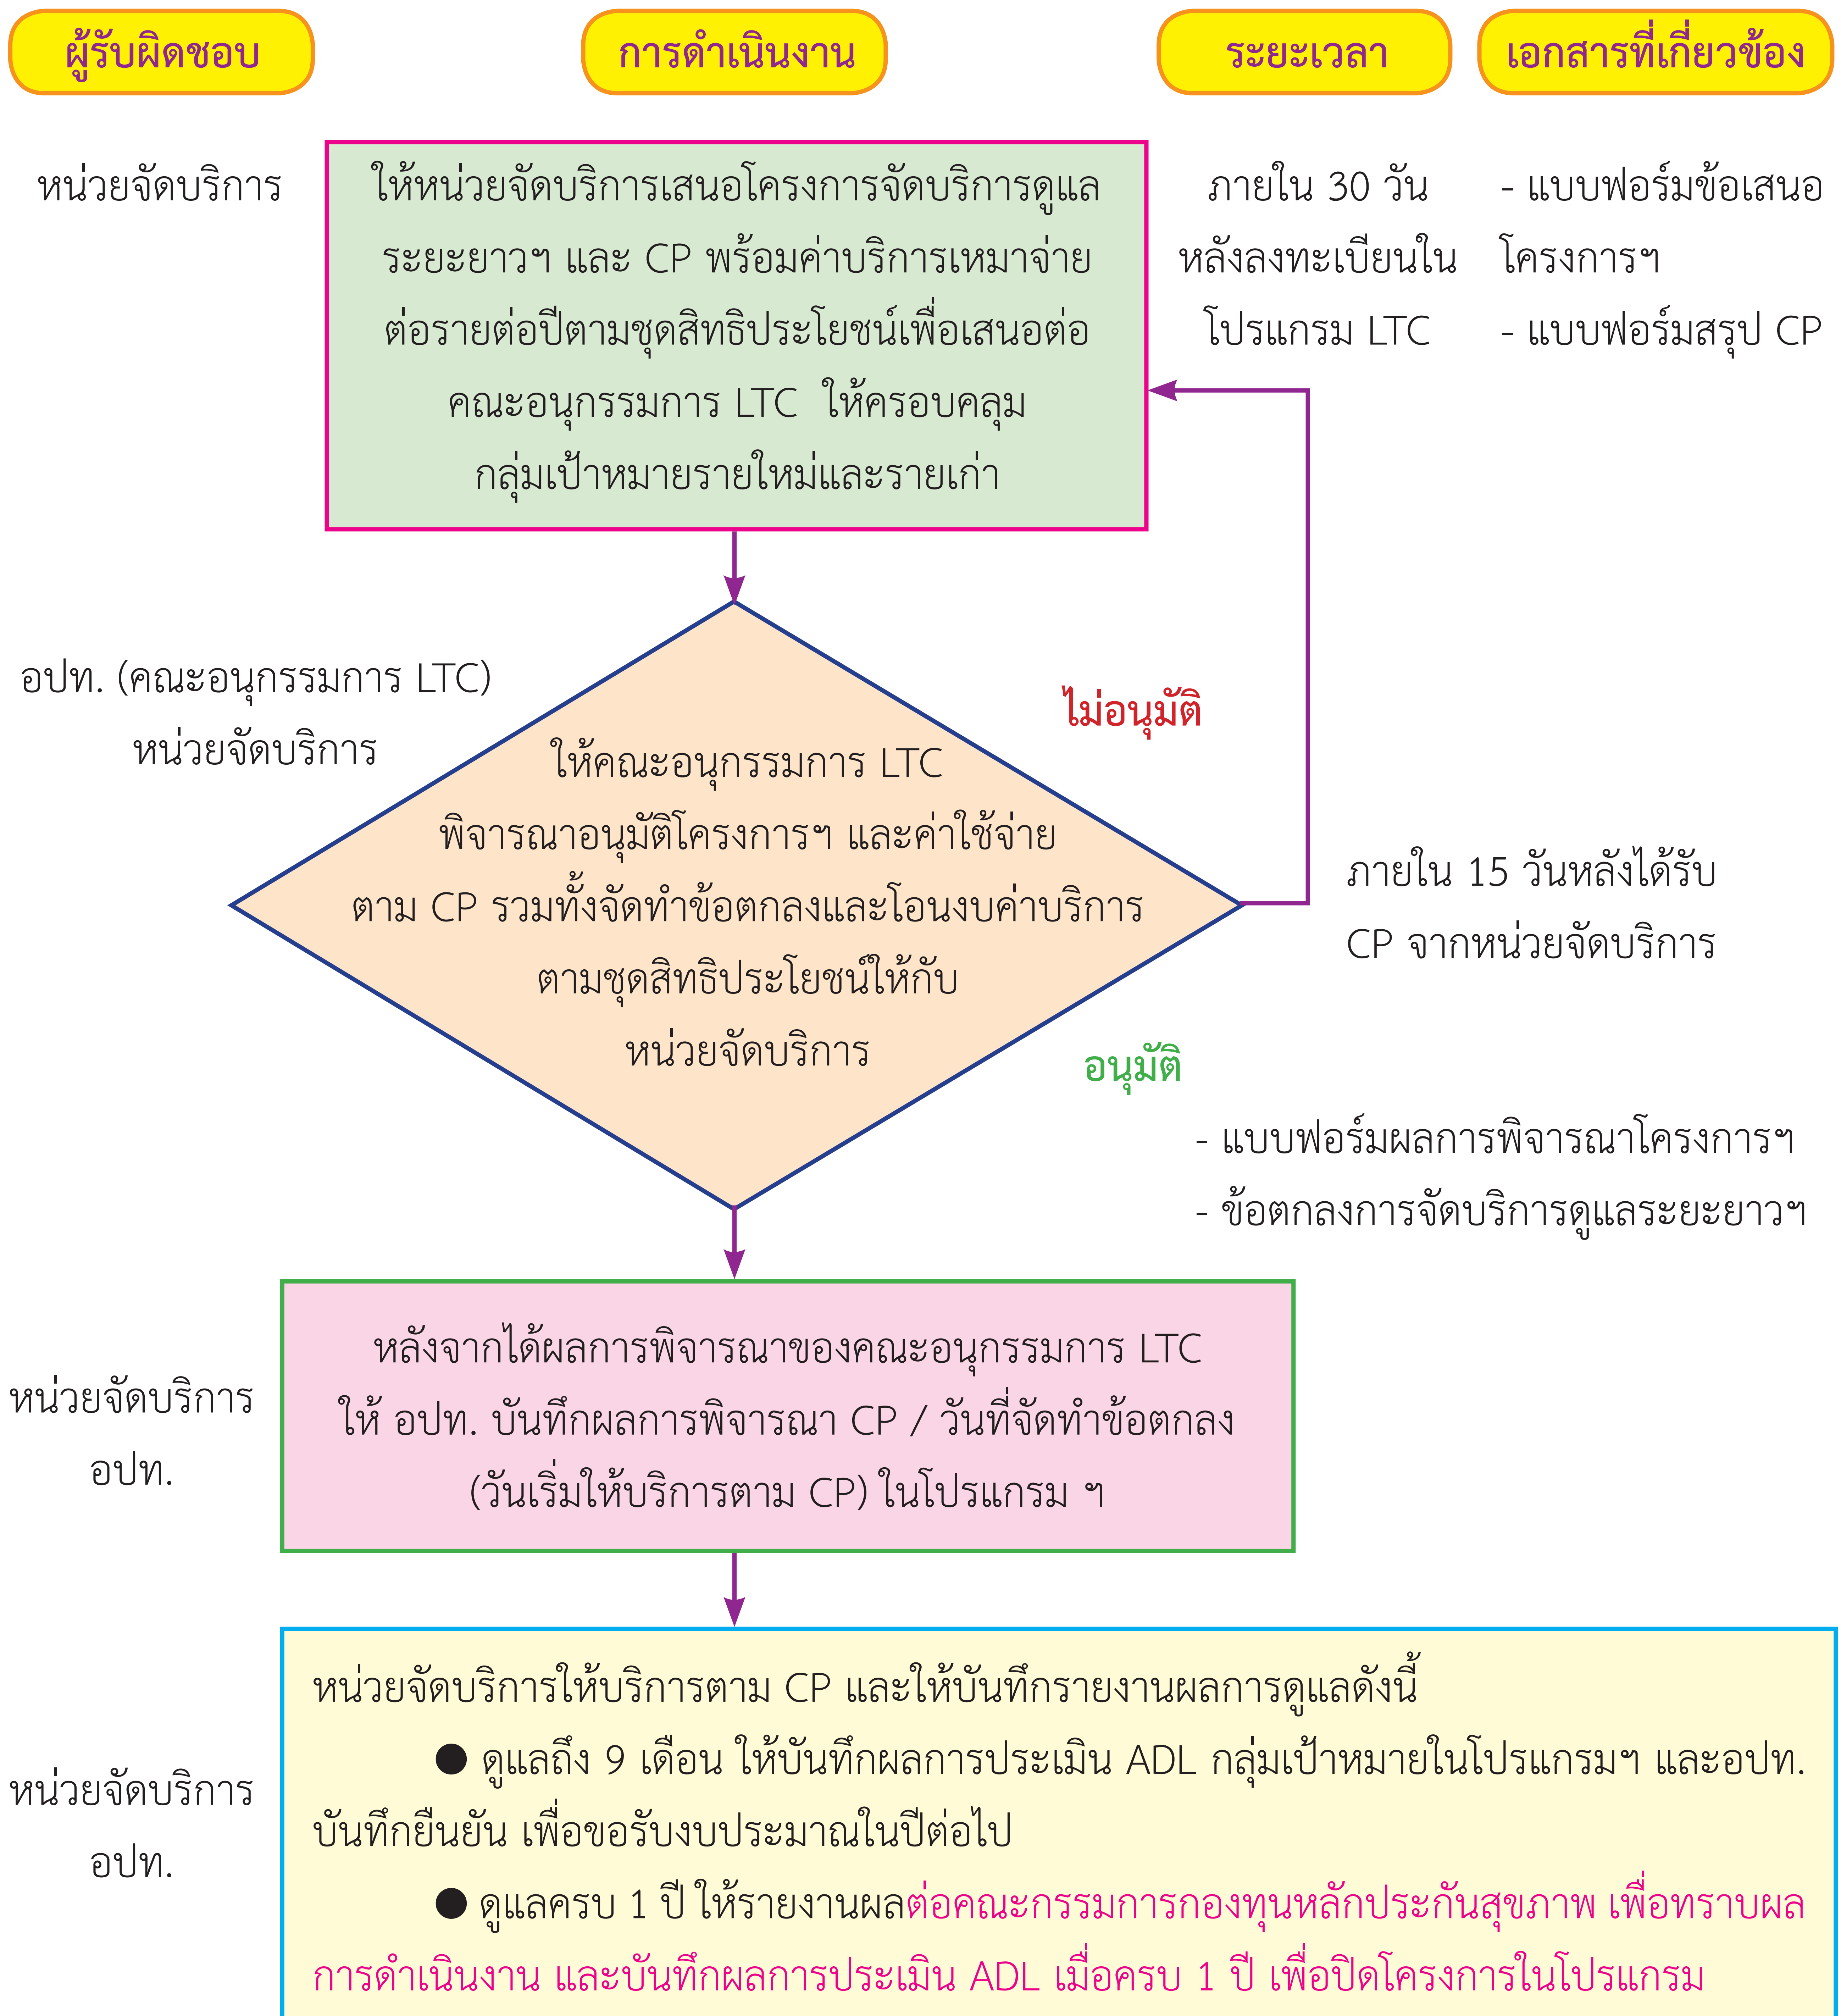 ผู้รับผิดชอบ
การดำเนินงาน
ระยะเวลา
เอกสารที่เกี่ยวข้อง
หน่วยจัดบริการ
ให้หน่วยจัดบริการเสนอโครงการจัดบริการดูแล
ระยะยาวฯ และ CP พร้อมค่าบริการเหมาจ่าย
ต่อรายต่อปีตามชุดสิทธิประโยชน์เพื่อเสนอต่อ
คณะอนุกรรมการ LTC ให้ครอบคลุม
กลุ่มเป้าหมายรายใหม่และรายเก่า
ภายใน 30 วัน
หลังลงทะเบียนใน
โปรแกรม LTC
- แบบฟอร์มข้อเสนอ
โครงการฯ
- แบบฟอร์มสรุป CP
อปท. (คณะอนุกรรมการ LTC)
หน่วยจัดบริการ
ให้คณะอนุกรรมการ LTC
พิจารณาอนุมัติโครงการฯ และค่าใช้จ่าย
ตาม CP รวมทั้งจัดทำข้อตกลงและโอนงบค่าบริการ
ตามชุดสิทธิประโยชน์ให้กับ
หน่วยจัดบริการ
ไม่อนุมัติ
ภายใน 15 วันหลังได้รับ
CP จากหน่วยจัดบริการ
อนุมัติ
- แบบฟอร์มผลการพิจารณาโครงการฯ
- ข้อตกลงการจัดบริการดูแลระยะยาวฯ
หน่วยจัดบริการ
อปท.
หลังจากได้ผลการพิจารณาของคณะอนุกรรมการ LTC
ให้ อปท. บันทึกผลการพิจารณา CP / วันที่จัดทำข้อตกลง
(วันเริ่มให้บริการตาม CP) ในโปรแกรม ฯ
หน่วยจัดบริการ
อปท.
หน่วยจัดบริการให้บริการตาม CP และให้บันทึกรายงานผลการดูแลดังนี้
● ดูแลถึง 9 เดือน ให้บันทึกผลการประเมิน ADL กลุ่มเป้าหมายในโปรแกรมฯ และอปท.
บันทึกยืนยัน เพื่อขอรับงบประมาณในปีต่อไป
● ดูแลครบ 1 ปี ให้รายงานผลต่อคณะกรรมการกองทุนหลักประกันสุขภาพ เพื่อทราบผล
การดำเนินงาน และบันทึกผลการประเมิน ADL เมื่อครบ 1 ปี เพื่อปิดโครงการในโปรแกรม